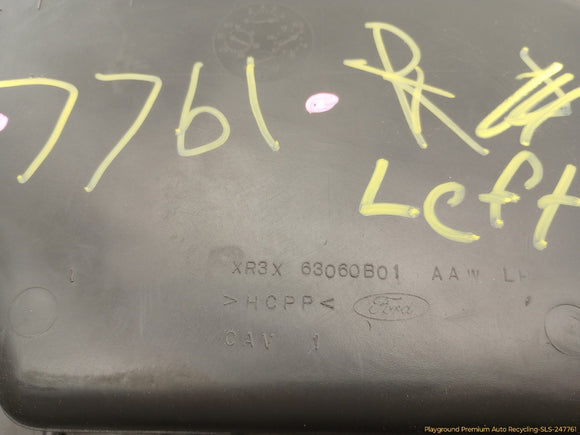 7761. R
Left
XR3X 63060B01 AAW LH
>HCPP< Ford
CAV 1
Playground Premium Auto Recycling-SLS-247761